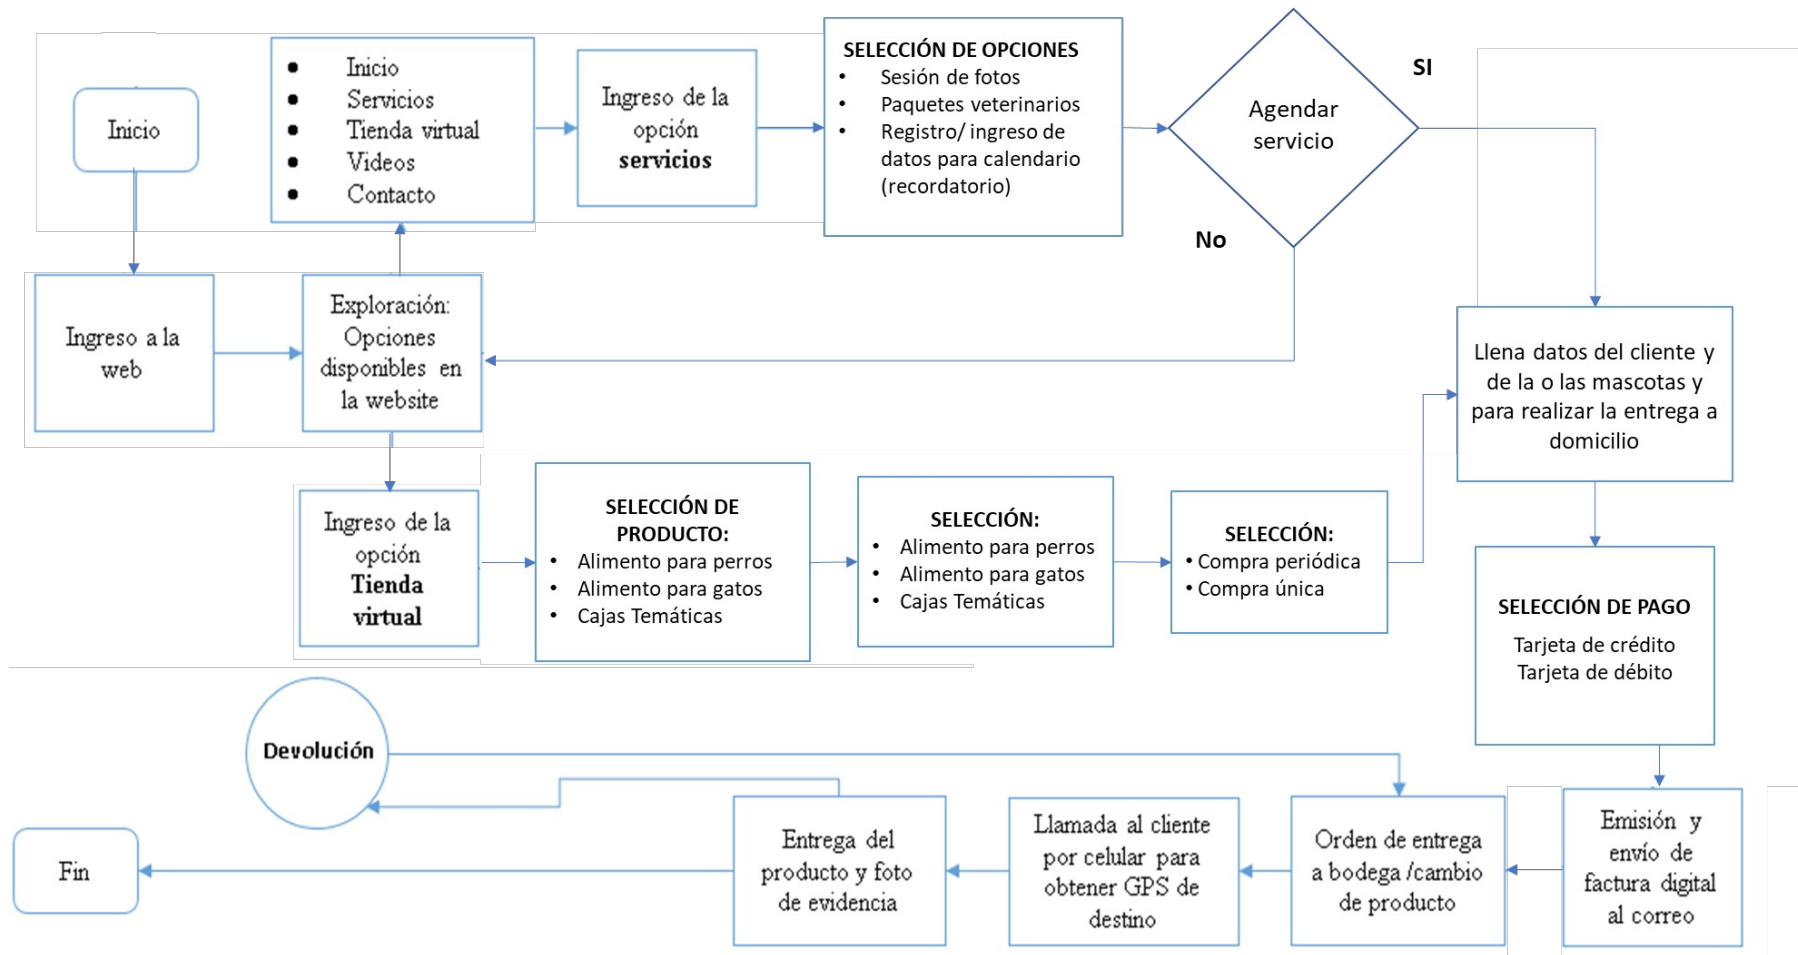 Inicio
• Inicio
• Servicios
• Tienda virtual
• Videos
• Contacto
Ingreso de la
opción
servicios
SELECCIÓN DE OPCIONES
• Sesión de fotos
• Paquetes veterinarios
• Registro/ ingreso de
datos para calendario
(recordatorio)
Agendar
servicio
SI
No
Ingreso a la
web
Exploración:
Opciones
disponibles en
la website
Llena datos del cliente y
de la o las mascotas y
para realizar la entrega a
domicilio
Ingreso de la
opción
Tienda
virtual
SELECCIÓN DE
PRODUCTO:
• Alimento para perros
• Alimento para gatos
• Cajas Temáticas
SELECCIÓN:
• Alimento para perros
• Alimento para gatos
• Cajas Temáticas
SELECCIÓN:
• Compra periódica
• Compra única
SELECCIÓN DE PAGO
Tarjeta de crédito
Tarjeta de débito
Devolución
Fin
Entrega del
producto y foto
de evidencia
Llamada al cliente
por celular para
obtener GPS de
destino
Orden de entrega
a bodega /cambio
de producto
Emisión y
envío de
factura digital
al correo